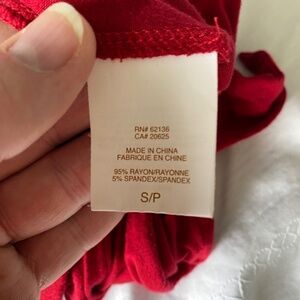 RN# 62136
CA# 20625
MADE IN CHINA
FABRIQUE EN CHINE
95% RAYON/RAYONNE
5% SPANDEX/SPANDEX
S/P